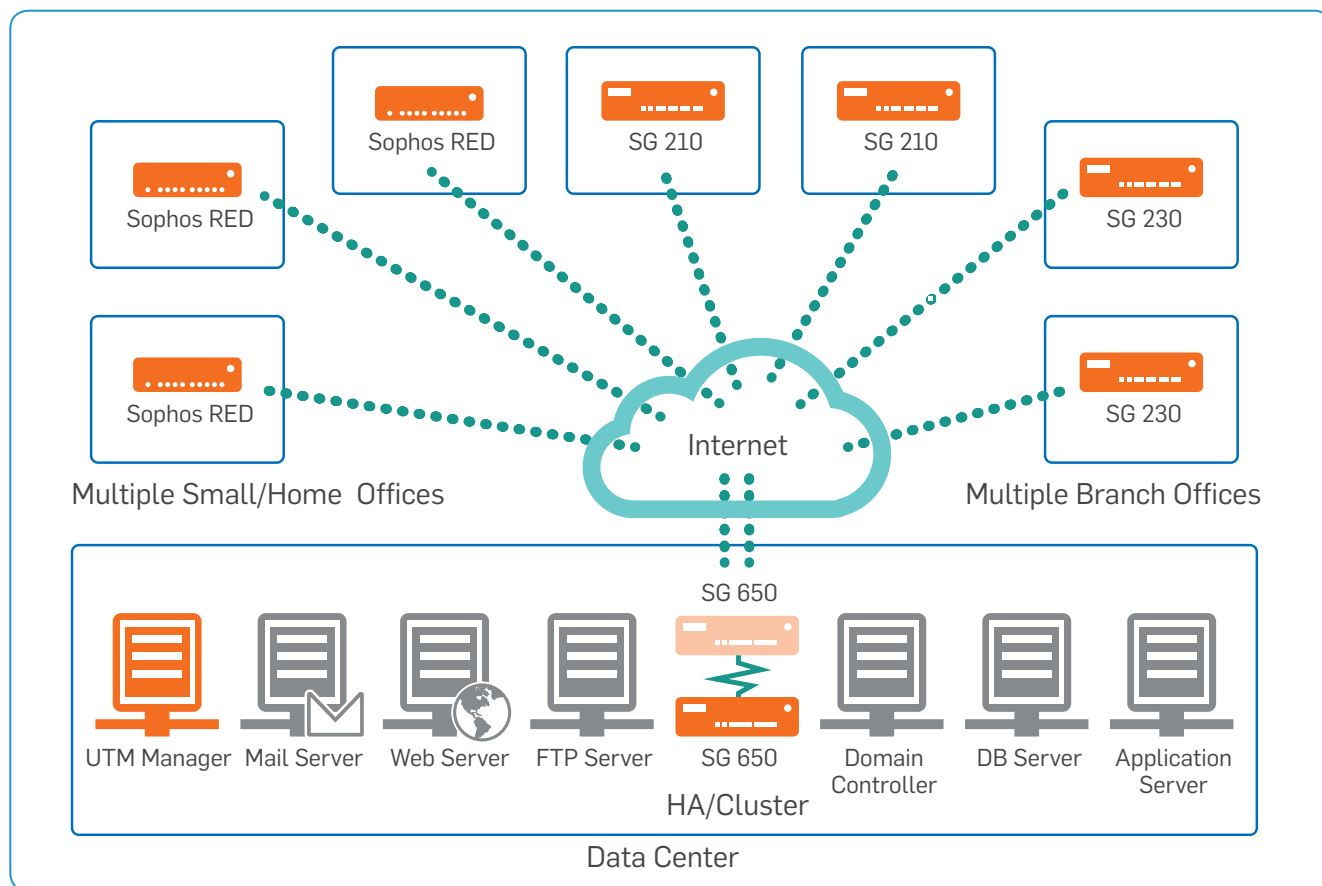 Sophos RED
SG 210
SG 210
Sophos RED
SG 230
Sophos RED
SG 230
Internet
Multiple Small/Home Offices
Multiple Branch Offices
SG 650
UTM Manager
Mail Server
Web Server
FTP Server
SG 650
Domain
Controller
DB Server
Application
Server
HA/Cluster
Data Center